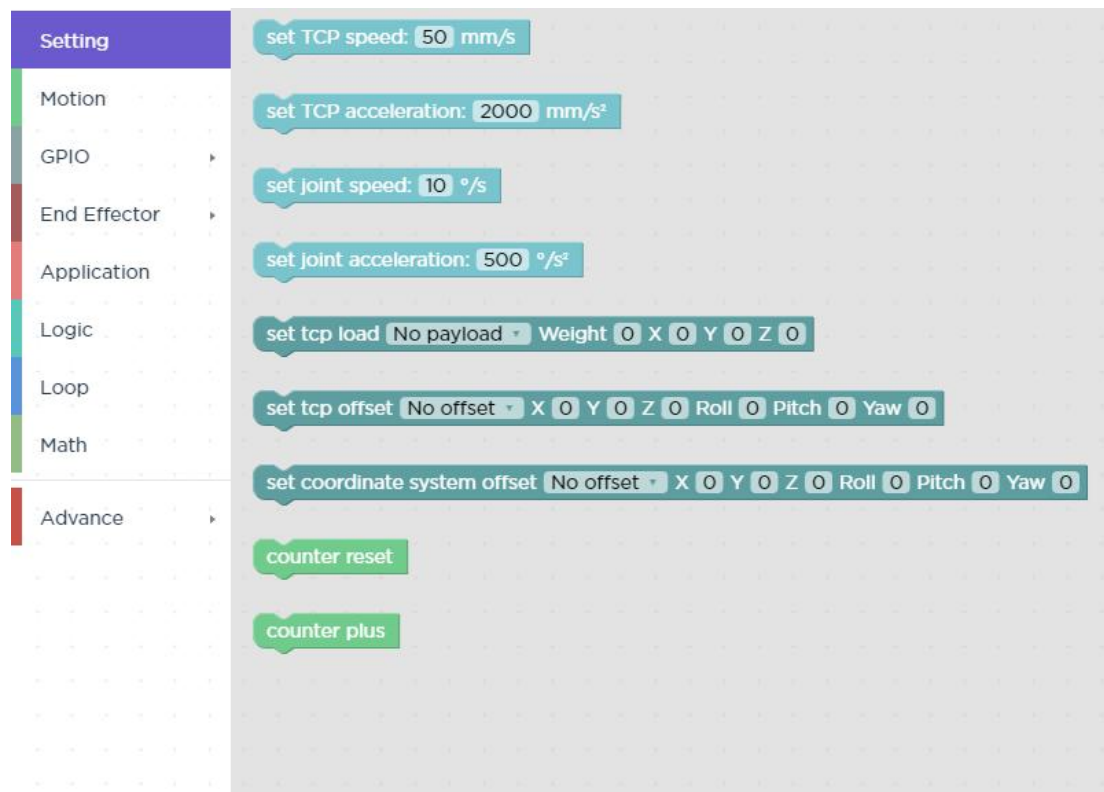 Setting
Motion
GPIO
End Effector
Application
Logic
Loop
Math
Advance
set TCP speed: 50 mm/s
set TCP acceleration: 2000 mm/s²
set joint speed: 10 °/s
set joint acceleration: 500 °/s²
set tcp load No payload Weight 0 X 0 Y 0 Z 0
set tcp offset No offset X 0 Y 0 Z 0 Roll 0 Pitch 0 Yaw 0
set coordinate system offset No offset X 0 Y 0 Z 0 Roll 0 Pitch 0 Yaw 0
counter reset
counter plus